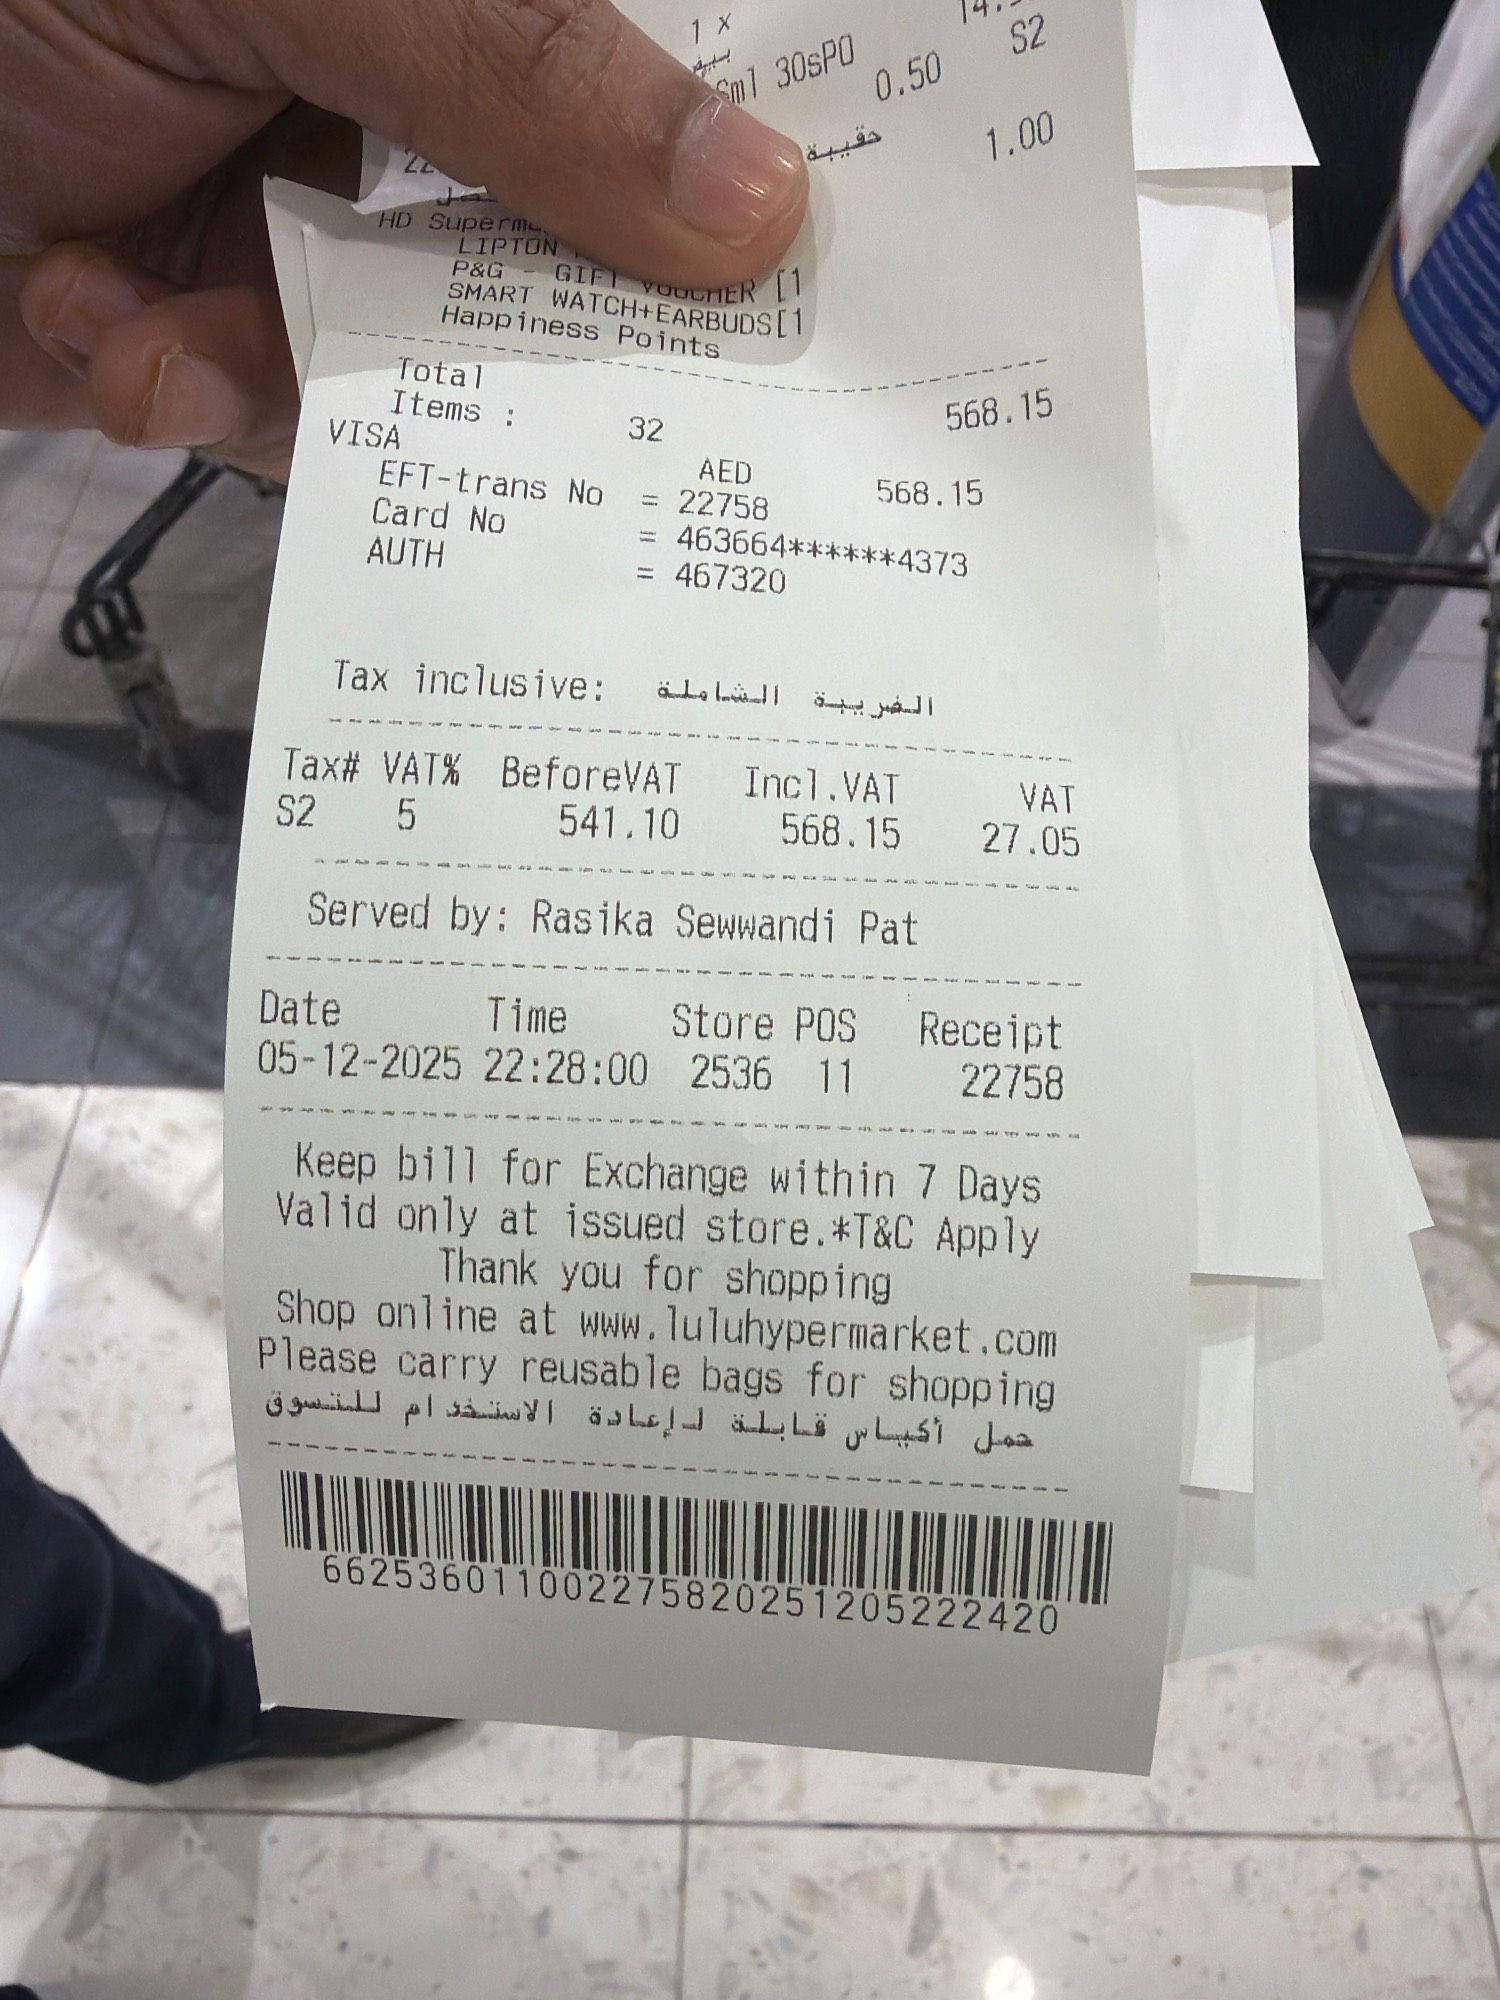 1 x
30sPO 0.50 S2
حقيبة 1.00
HD
LIPTON
P&G - GIFT VOUCHER [1
SMART WATCH+EARBUDS[1
Happiness Points
Total 568.15
Items : 32
VISA AED 568.15
EFT-trans No = 22758
Card No = 463664******4373
AUTH = 467320
Tax inclusive: الضريبة الشاملة
Tax# VAT% BeforeVAT Incl.VAT VAT
S2 5 541.10 568.15 27.05
Served by: Rasika Sewwandi Pat
Date Time Store POS Receipt
05-12-2025 22:28:00 2536 11 22758
Keep bill for Exchange within 7 Days
Valid only at issued store.*T&C Apply
Thank you for shopping
Shop online at www.luluhypermarket.com
Please carry reusable bags for shopping
حمل أكياس قابلة لإعادة الاستخدام للتسوق
662536011002275820251205222420